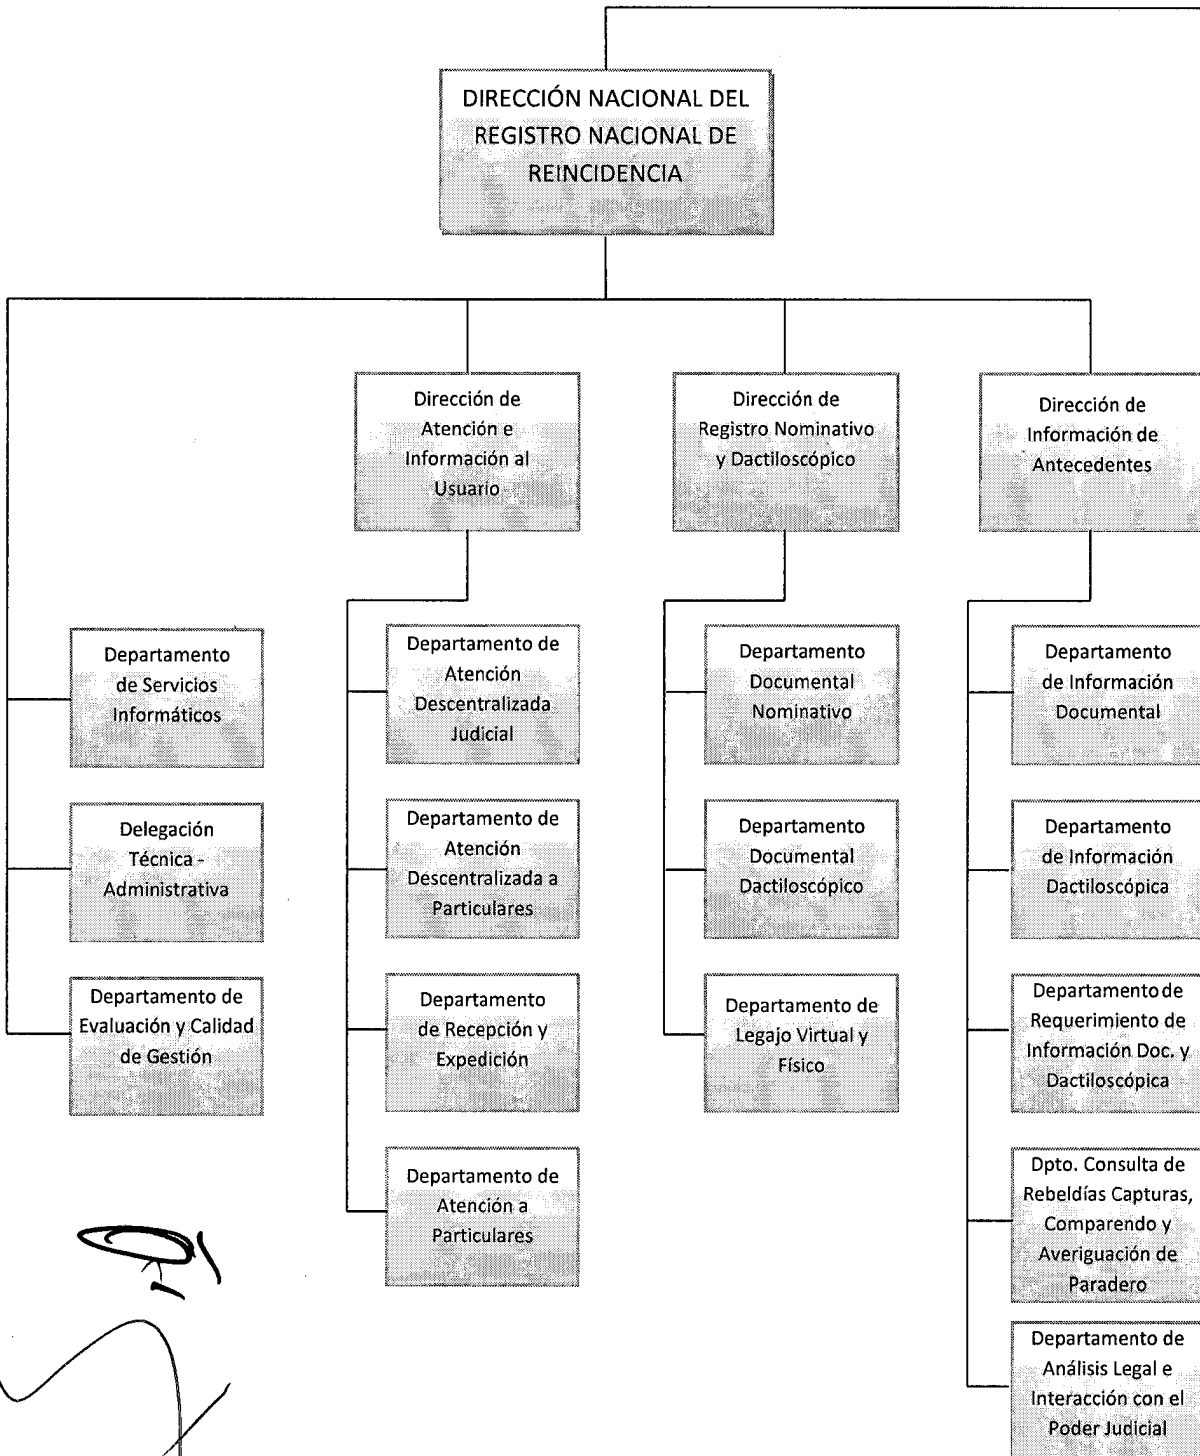 DIRECCIÓN NACIONAL DEL
REGISTRO NACIONAL DE
REINCIDENCIA
Dirección de
Atención e
Información al
Usuario
Dirección de
Registro Nominativo
y Dactiloscópico
Dirección de
Información de
Antecedentes
Departamento
de Servicios
Informáticos
Delegación
Técnica -
Administrativa
Departamento de
Evaluación y Calidad
de Gestión
Departamento de
Atención
Descentralizada
Judicial
Departamento de
Atención
Descentralizada a
Particulares
Departamento
de Recepción y
Expedición
Departamento de
Atención a
Particulares
Departamento
Documental
Nominativo
Departamento
Documental
Dactiloscópico
Departamento de
Legajo Virtual y
Físico
Departamento
de Información
Documental
Departamento
de Información
Dactiloscópica
Departamento de
Requerimiento de
Información Doc. y
Dactiloscópica
Dpto. Consulta de
Rebeldías Capturas,
Comparendo y
Averiguación de
Paradero
Departamento de
Análisis Legal e
Interacción con el
Poder Judicial